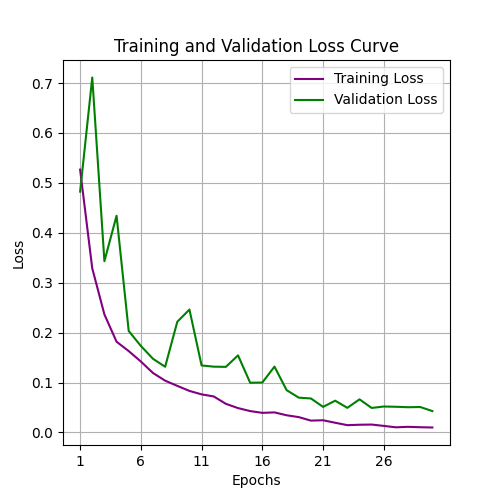 Training and Validation Loss Curve
Training Loss
Validation Loss
0.7
0.6
0.5
0.4
0.3
0.2
0.1
0.0
Loss
1 6 11 16 21 26
Epochs